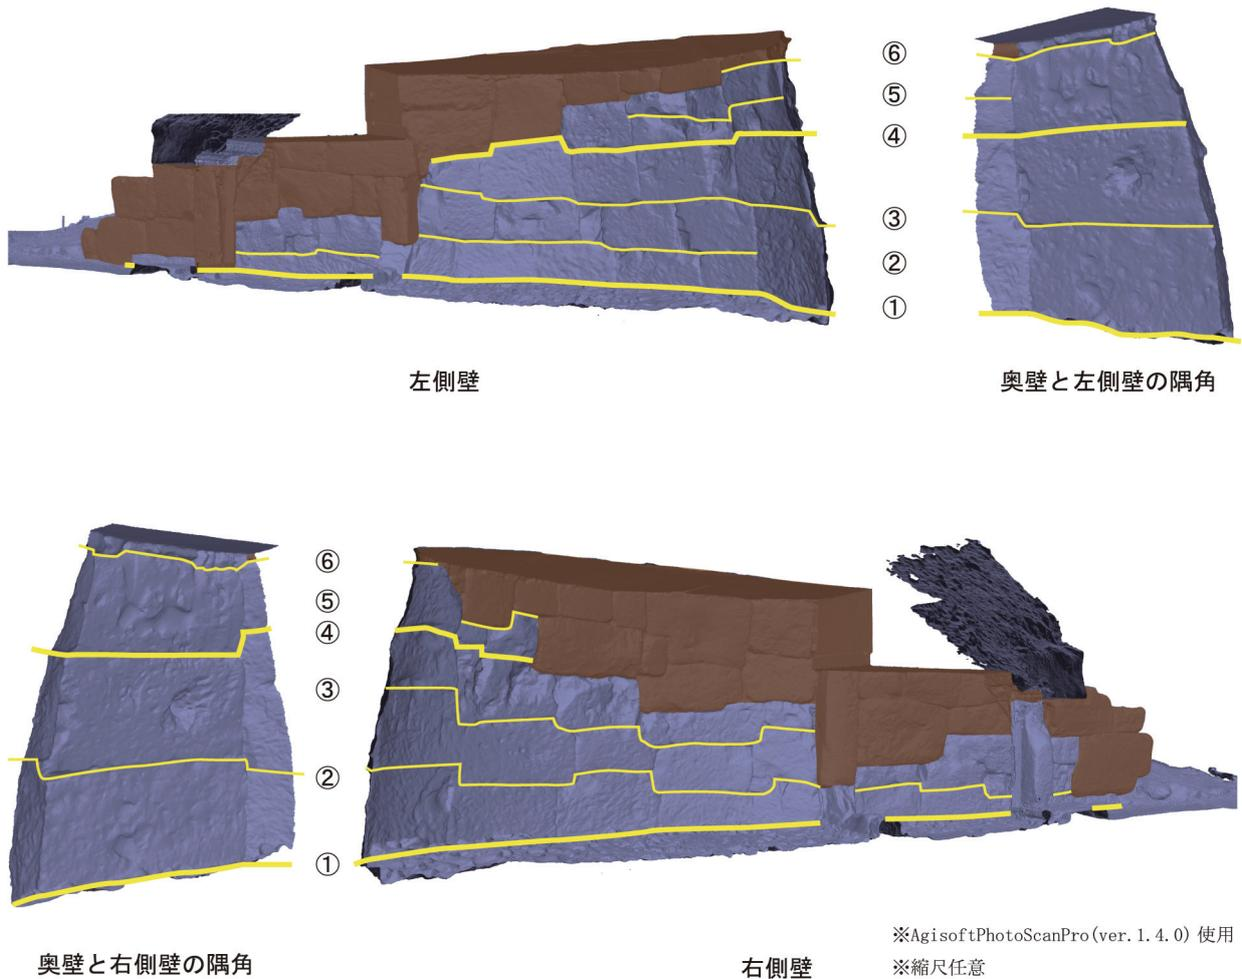 ⑥
⑤
④
③
②
①
左側壁
奥壁と左側壁の隅角
⑥
⑤
④
③
②
①
奥壁と右側壁の隅角
右側壁
※AgisoftPhotoScanPro(ver.1.4.0) 使用
※縮尺任意